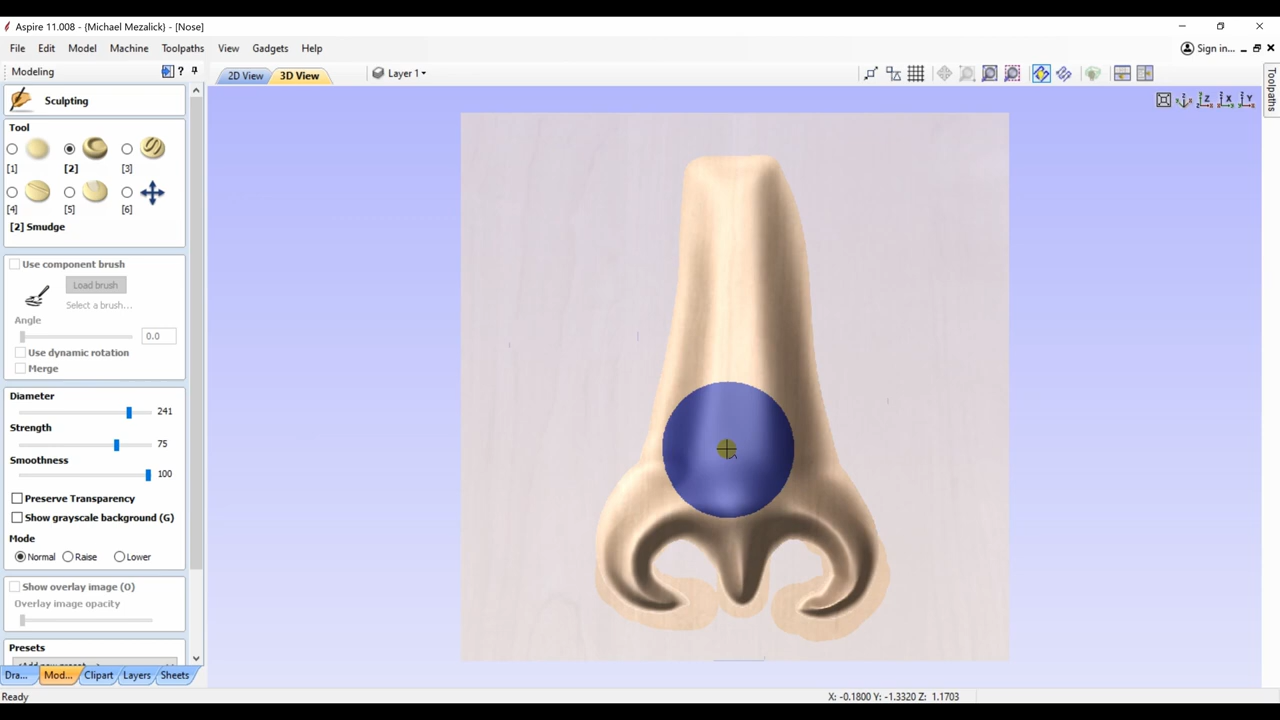 Aspire 11.008 - {Michael Mezalick} - [Nose]
File Edit Model Machine Toolpaths View Gadgets Help
Sign in...
Modeling ?
2D View 3D View Layer 1
Toolpaths
Z X Y
Sculpting
Tool
[1] [2] [3]
[4] [5] [6]
[2] Smudge
Use component brush
Load brush
Select a brush...
Angle
0.0
Use dynamic rotation
Merge
Diameter
241
Strength
75
Smoothness
100
Preserve Transparency
Show grayscale background (G)
Mode
Normal Raise Lower
Show overlay image (O)
Overlay image opacity
Presets
Dra... Mod... Clipart Layers Sheets
Ready
X: -0.1800 Y: -1.3320 Z: 1.1703